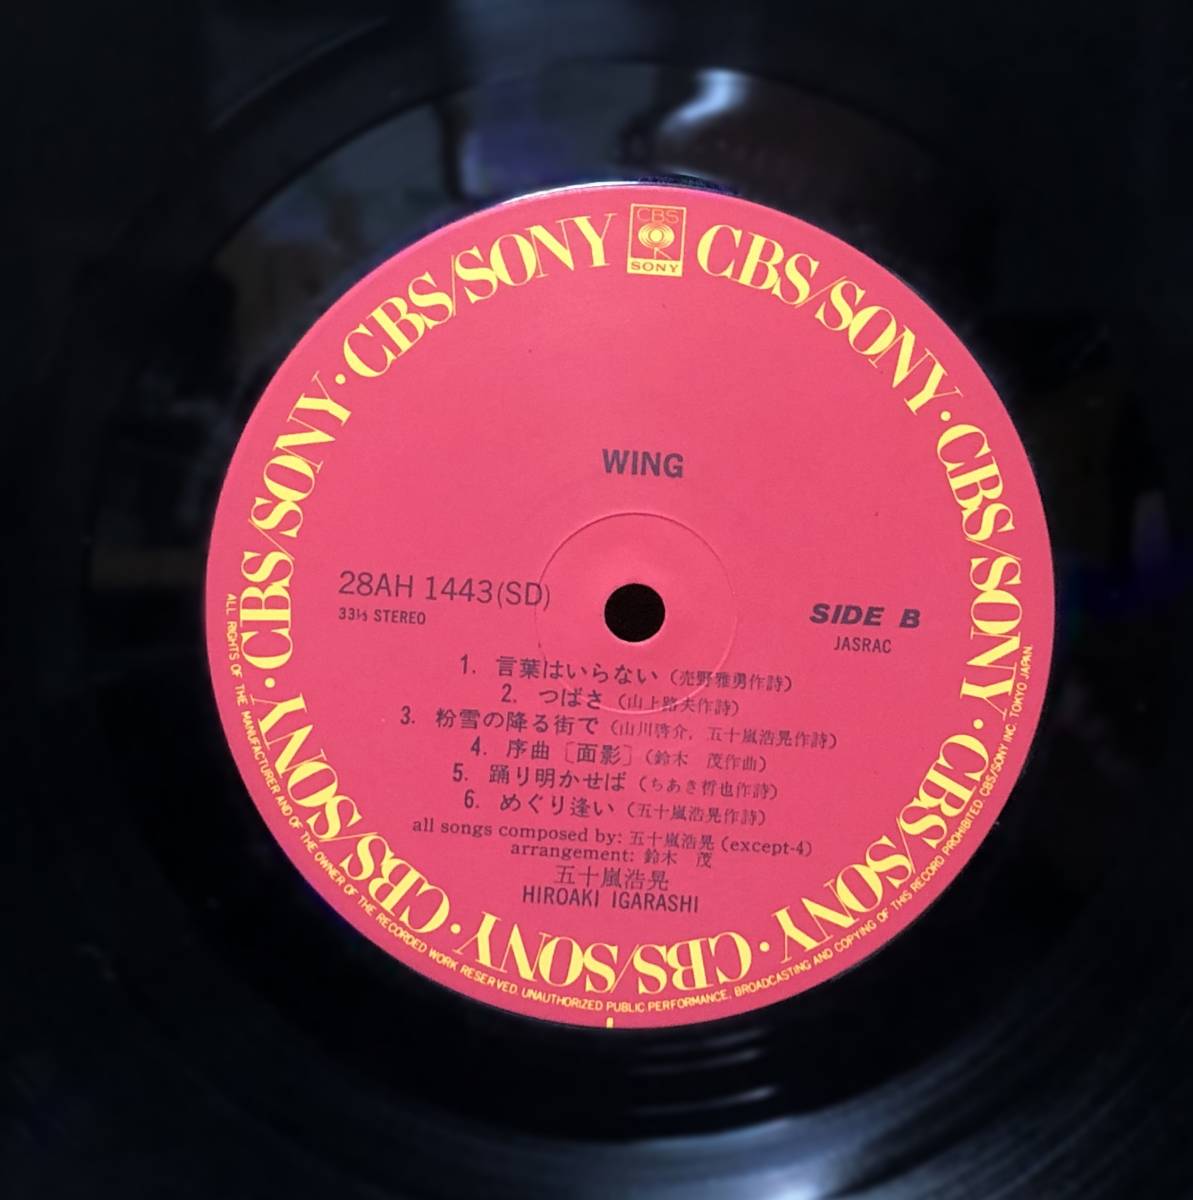 CBS
SONY
CBS/SONY · CBS/SONY · CBS/SONY · CBS/SONY · CBS/SONY · CBS/SONY · CBS/SONY · CBS/SONY · CBS/SONY
WING
28AH 1443(SD)
33⅓ STEREO
SIDE B
JASRAC
1. 言葉はいらない (売野雅勇作詩)
2. つばさ (山上路夫作詩)
3. 粉雪の降る街で (山川啓介, 五十嵐浩晃作詩)
4. 序曲［面影］(鈴木 茂作曲)
5. 踊り明かせば (ちあき哲也作詩)
6. めぐり逢い (五十嵐浩晃作詩)
all songs composed by: 五十嵐浩晃 (except-4)
arrangement: 鈴木 茂
五十嵐浩晃
HIROAKI IGARASHI
ALL RIGHTS OF THE MANUFACTURER AND OF THE OWNER OF THE RECORDED WORK RESERVED. UNAUTHORIZED PUBLIC PERFORMANCE, BROADCASTING AND COPYING OF THIS RECORD PROHIBITED. CBS/SONY INC. TOKYO JAPAN.